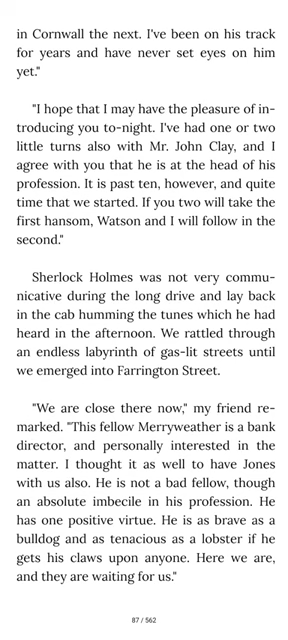 in Cornwall the next. I've been on his track
for years and have never set eyes on him
yet."
"I hope that I may have the pleasure of in-
troducing you to-night. I've had one or two
little turns also with Mr. John Clay, and I
agree with you that he is at the head of his
profession. It is past ten, however, and quite
time that we started. If you two will take the
first hansom, Watson and I will follow in the
second."
Sherlock Holmes was not very commu-
nicative during the long drive and lay back
in the cab humming the tunes which he had
heard in the afternoon. We rattled through
an endless labyrinth of gas-lit streets until
we emerged into Farrington Street.
"We are close there now," my friend re-
marked. "This fellow Merryweather is a bank
director, and personally interested in the
matter. I thought it as well to have Jones
with us also. He is not a bad fellow, though
an absolute imbecile in his profession. He
has one positive virtue. He is as brave as a
bulldog and as tenacious as a lobster if he
gets his claws upon anyone. Here we are,
and they are waiting for us."
87 / 562